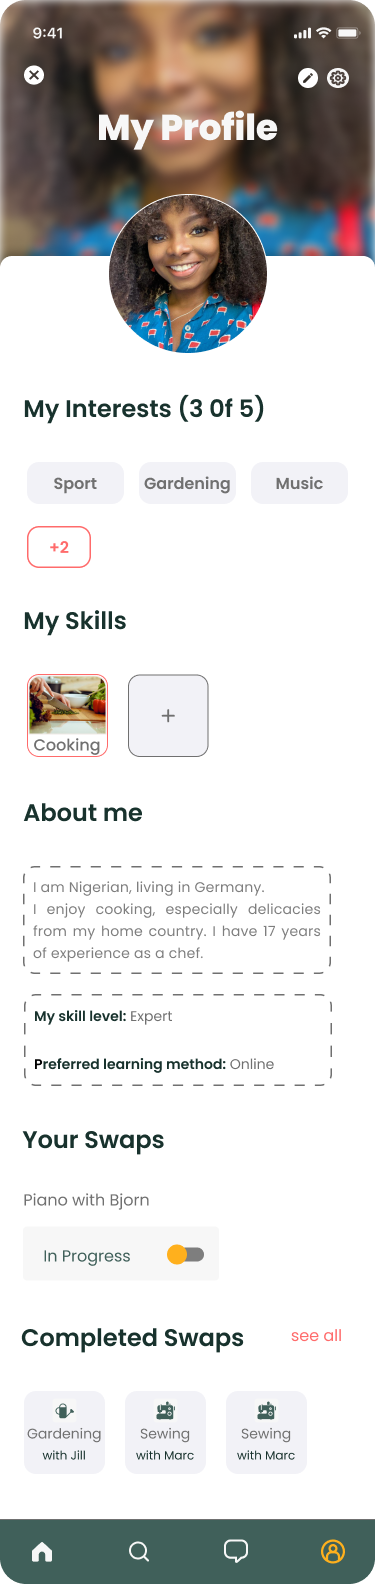 9:41
My Profile
My Interests (3 0f 5)
Sport Gardening Music
+2
My Skills
Cooking +
About me
I am Nigerian, living in Germany.
I enjoy cooking, especially delicacies
from my home country. I have 17 years
of experience as a chef.
My skill level: Expert
Preferred learning method: Online
Your Swaps
Piano with Bjorn
In Progress
Completed Swaps see all
Gardening Sewing Sewing
with Jill with Marc with Marc